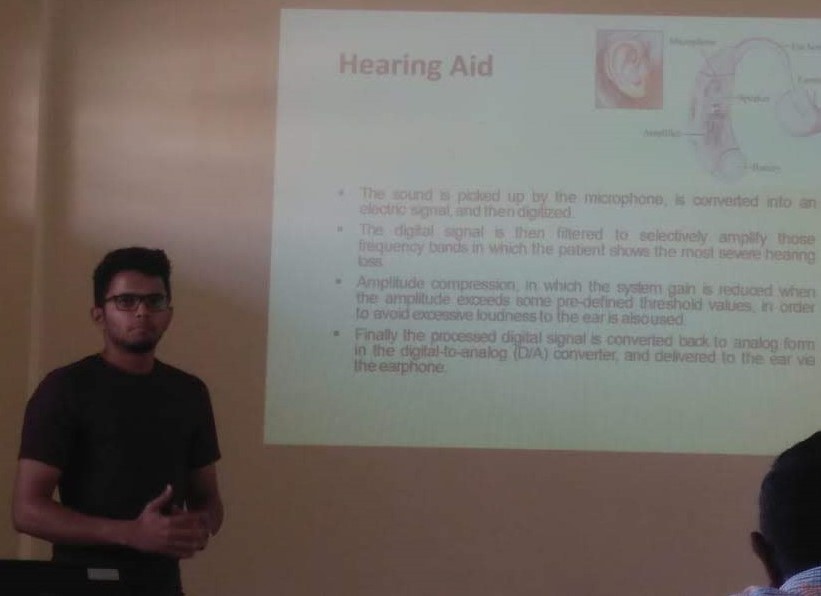 Hearing Aid
Microphone
Speaker
Amplifier
Battery
The sound is picked up by the microphone, is converted into an
electric signal, and then digitized.
The digital signal is then filtered to selectively amplify those
frequency bands in which the patient shows the most severe hearing
loss.
Amplitude compression, in which the system gain is reduced when
the amplitude exceeds some pre-defined threshold values, in order
to avoid excessive loudness to the ear is also used.
Finally the processed digital signal is converted back to analog form
in the digital-to-analog (D/A) converter, and delivered to the ear via
the earphone.